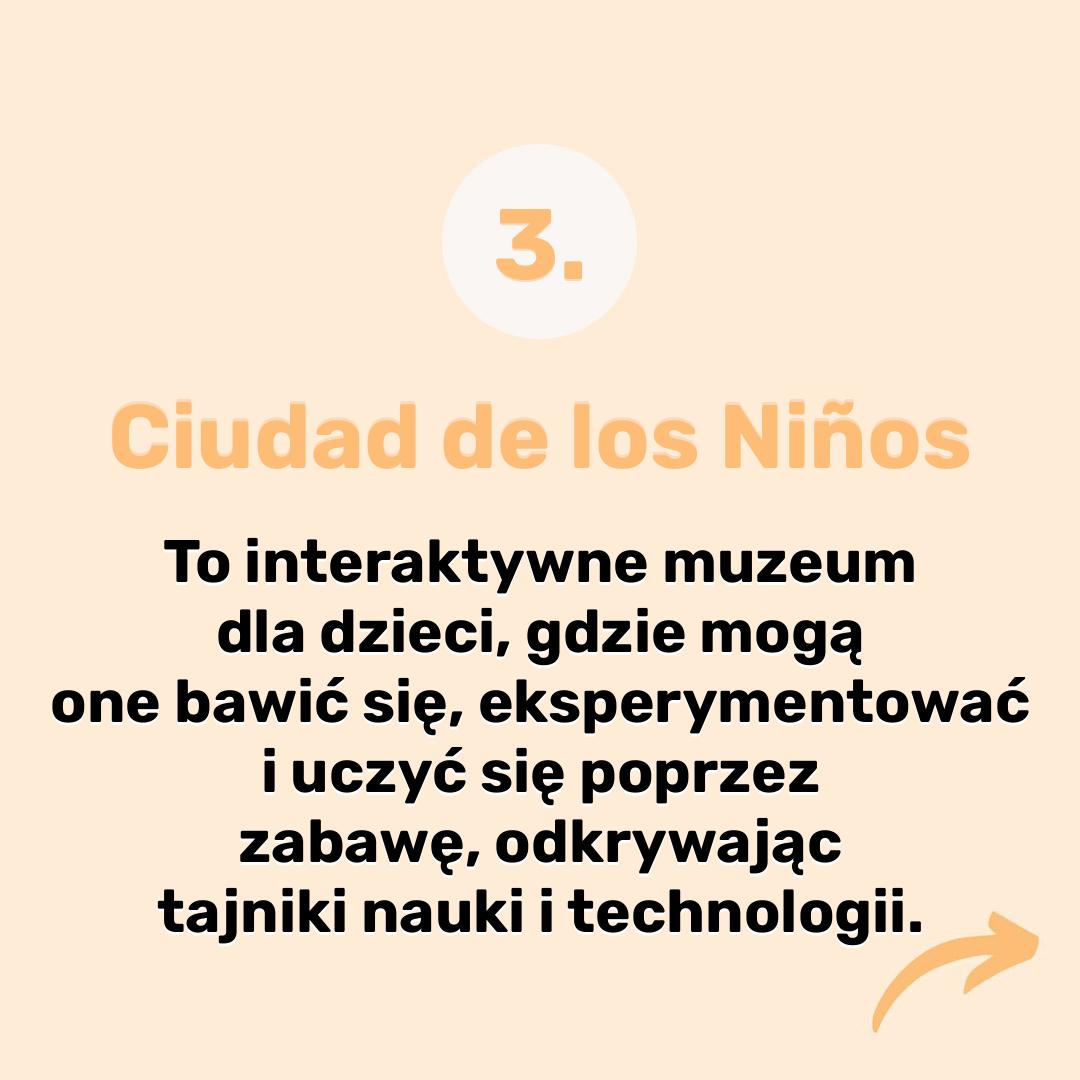 3.
Ciudad de los Niños
To interaktywne muzeum
dla dzieci, gdzie mogą
one bawić się, eksperymentować
i uczyć się poprzez
zabawę, odkrywając
tajniki nauki i technologii.